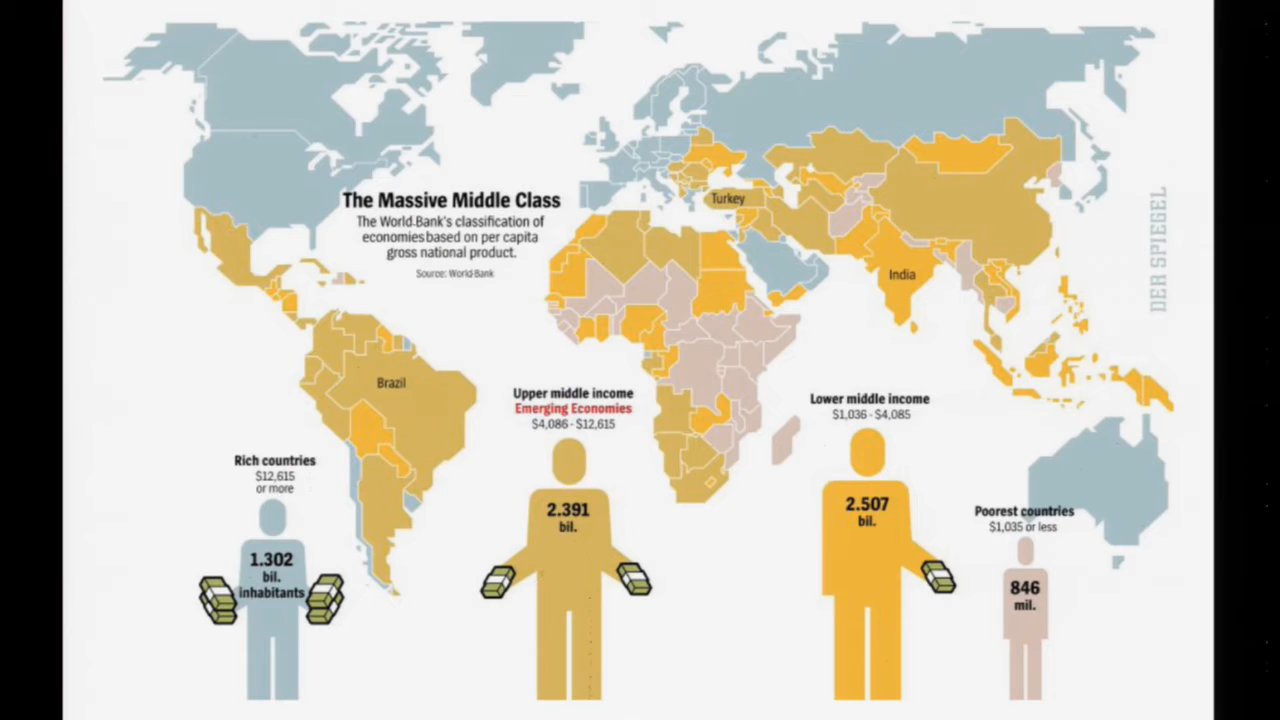 The Massive Middle Class
The World Bank's classification of
economies based on per capita
gross national product.
Source: World Bank
Turkey
India
Brazil
DER SPIEGEL
Rich countries
$12,615
or more
1.302
bil.
inhabitants
Upper middle income
Emerging Economies
$4,086 - $12,615
2.391
bil.
Lower middle income
$1,036 - $4,085
2.507
bil.
Poorest countries
$1,035 or less
846
mil.